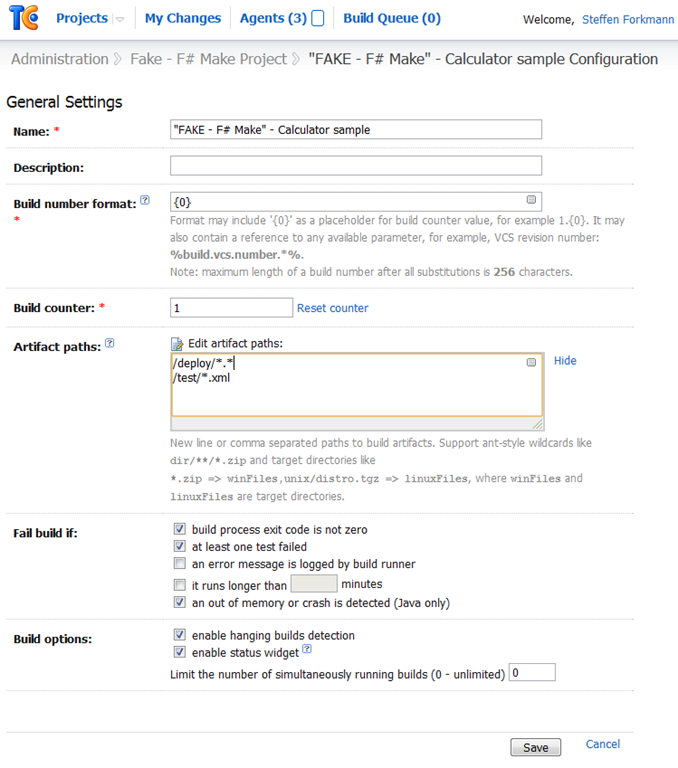 TC Projects My Changes Agents (3) Build Queue (0) Welcome, Steffen Forkmann
Administration Fake - F# Make Project "FAKE - F# Make" - Calculator sample Configuration
General Settings
Name: * "FAKE - F# Make" - Calculator sample
Description:
Build number format: ? {0}
*
Format may include '{0}' as a placeholder for build counter value, for example 1.{0}. It may
also contain a reference to any available parameter, for example, VCS revision number:
%build.vcs.number.*%.
Note: maximum length of a build number after all substitutions is 256 characters.
Build counter: * 1 Reset counter
Artifact paths: ? Edit artifact paths:
/deploy/*.* Hide
/test/*.xml
New line or comma separated paths to build artifacts. Support ant-style wildcards like
dir/**/*.zip and target directories like
*.zip => winFiles,unix/distro.tgz => linuxFiles, where winFiles and
linuxFiles are target directories.
Fail build if: build process exit code is not zero
at least one test failed
an error message is logged by build runner
it runs longer than minutes
an out of memory or crash is detected (Java only)
Build options: enable hanging builds detection
enable status widget ?
Limit the number of simultaneously running builds (0 - unlimited) 0
Save Cancel